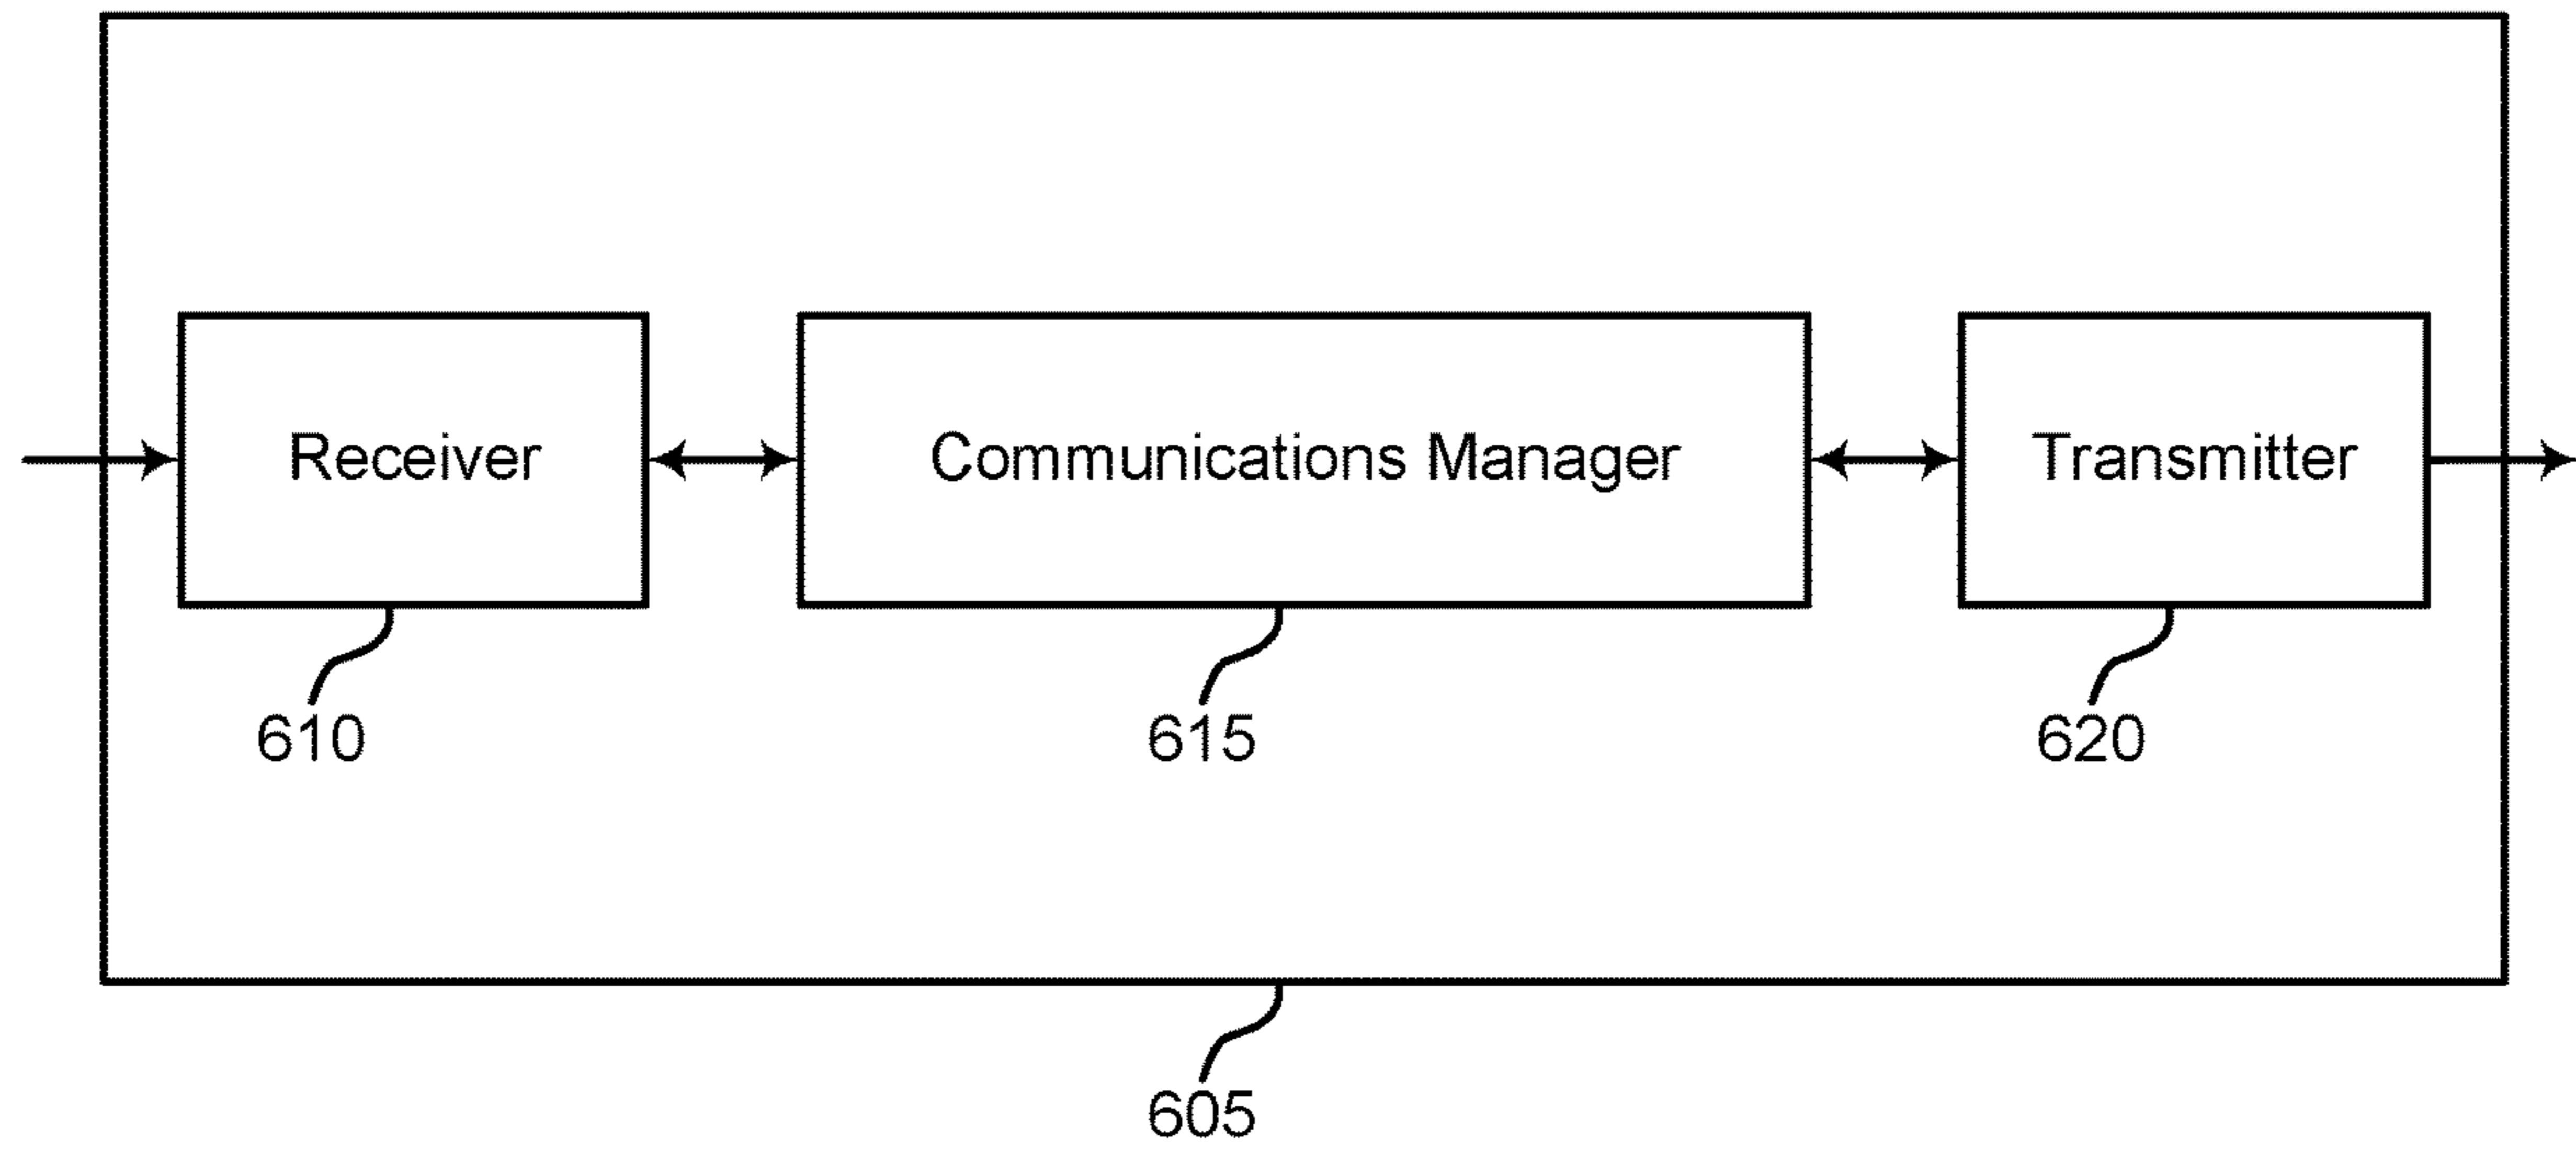 Receiver
Communications Manager
Transmitter
610
615
620
605